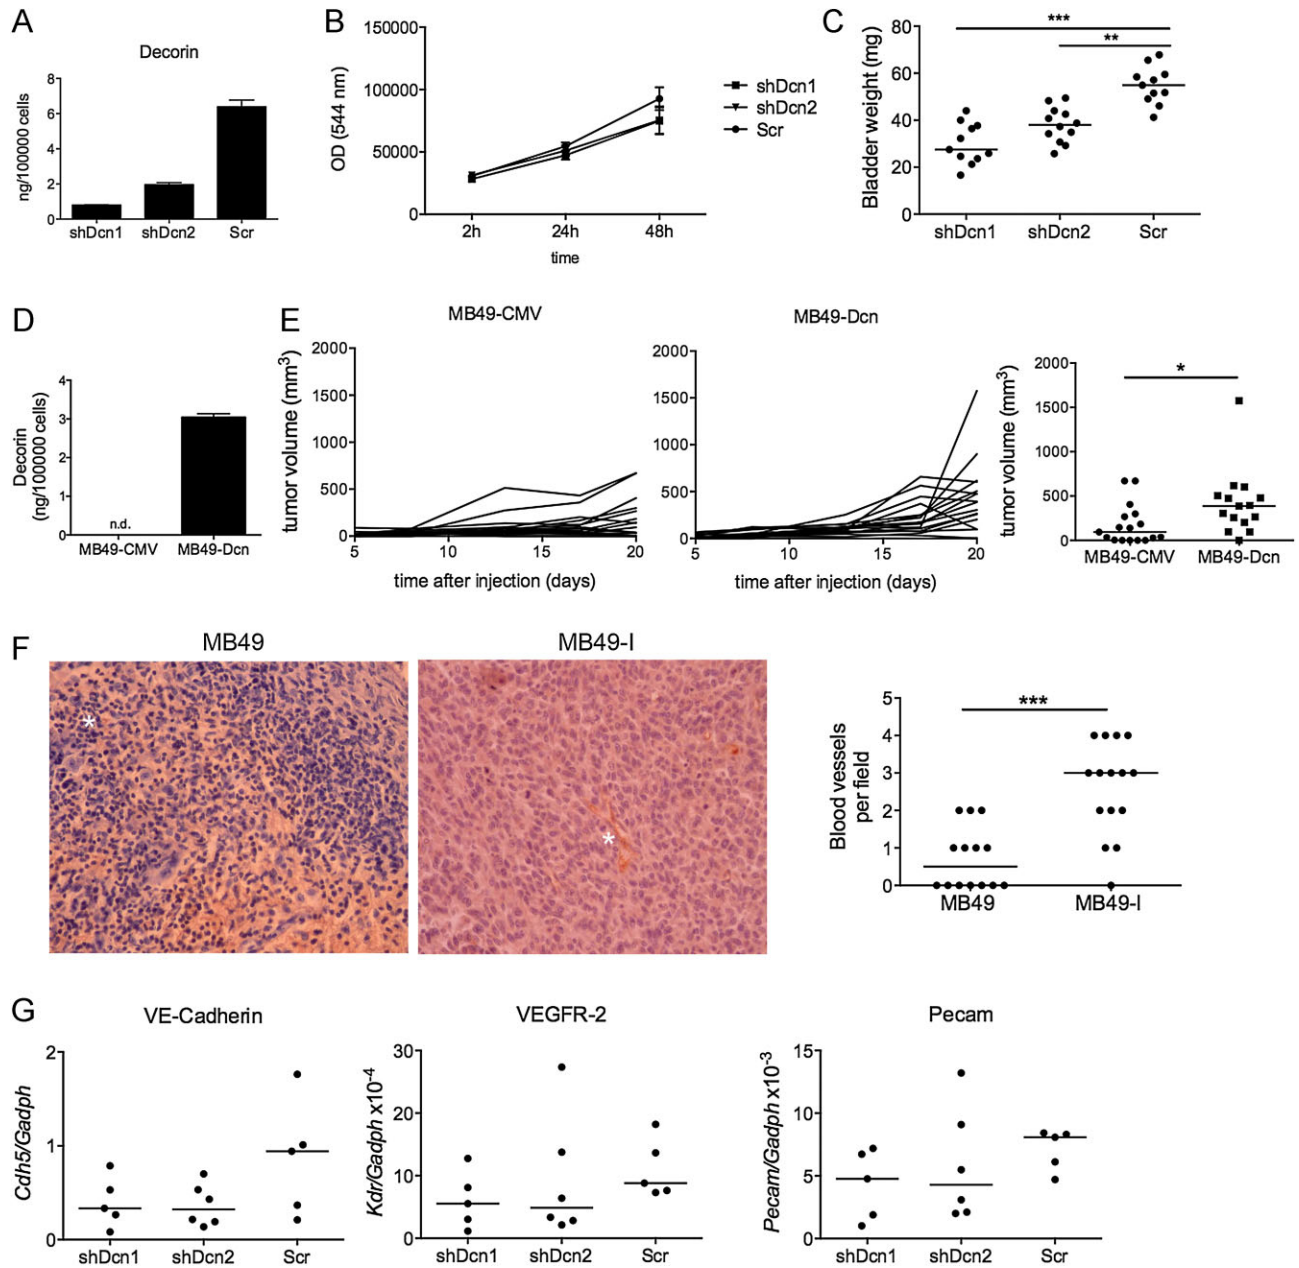 A
Decorin
ng/100000 cells
8
6
4
2
0
shDcn1 shDcn2 Scr
B
OD (544 nm)
150000
100000
50000
0
2h 24h 48h
time
shDcn1
shDcn2
Scr
C
Bladder weight (mg)
80
60
40
20
0
***
**
shDcn1 shDcn2 Scr
D
Decorin
(ng/100000 cells)
4
3
2
1
0
n.d.
MB49-CMV MB49-Dcn
E
MB49-CMV
tumor volume (mm3)
2000
1500
1000
500
0
5 10 15 20
time after injection (days)
MB49-Dcn
tumor volume (mm3)
2000
1500
1000
500
0
5 10 15 20
time after injection (days)
tumor volume (mm3)
2000
1500
1000
500
0
*
MB49-CMV MB49-Dcn
F
MB49
*
MB49-I
*
Blood vessels
per field
5
4
3
2
1
0
***
MB49 MB49-I
G
VE-Cadherin
Cdh5/Gadph
2
1
0
shDcn1 shDcn2 Scr
VEGFR-2
Kdr/Gadph x10-4
30
20
10
0
shDcn1 shDcn2 Scr
Pecam
Pecam/Gadph x10-3
15
10
5
0
shDcn1 shDcn2 Scr